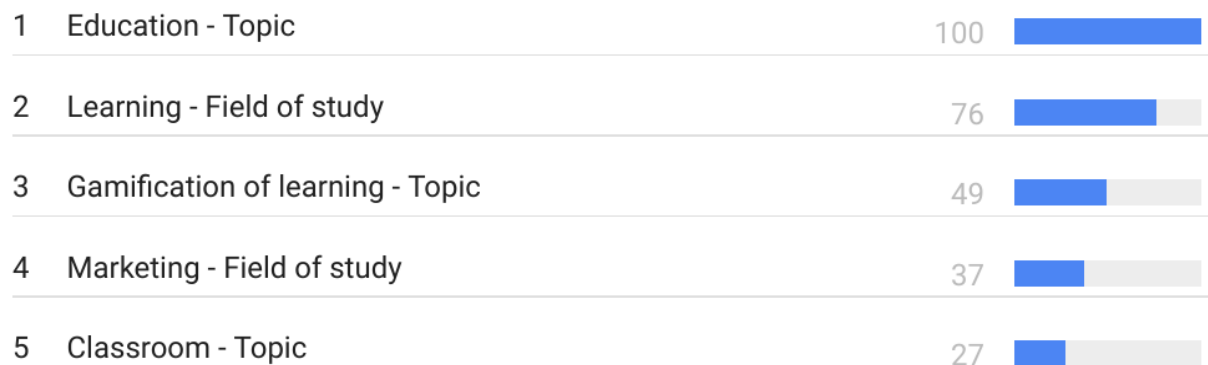 1 Education - Topic 100
2 Learning - Field of study 76
3 Gamification of learning - Topic 49
4 Marketing - Field of study 37
5 Classroom - Topic 27